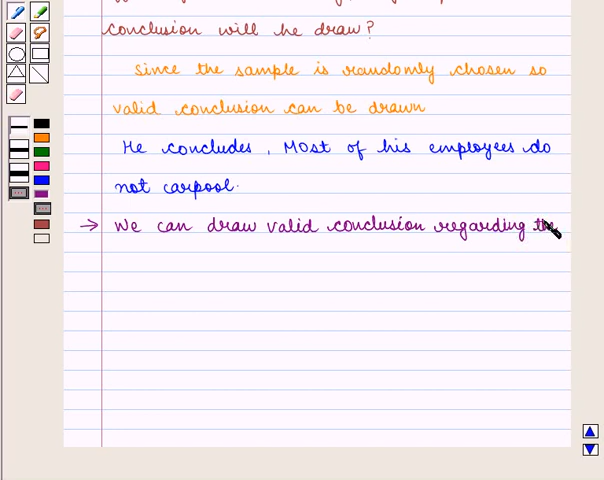 conclusion will he draw?
Since the sample is randomly chosen so
valid conclusion can be drawn
He concludes, Most of his employees do
not carpool.
→ We can draw valid conclusion regarding